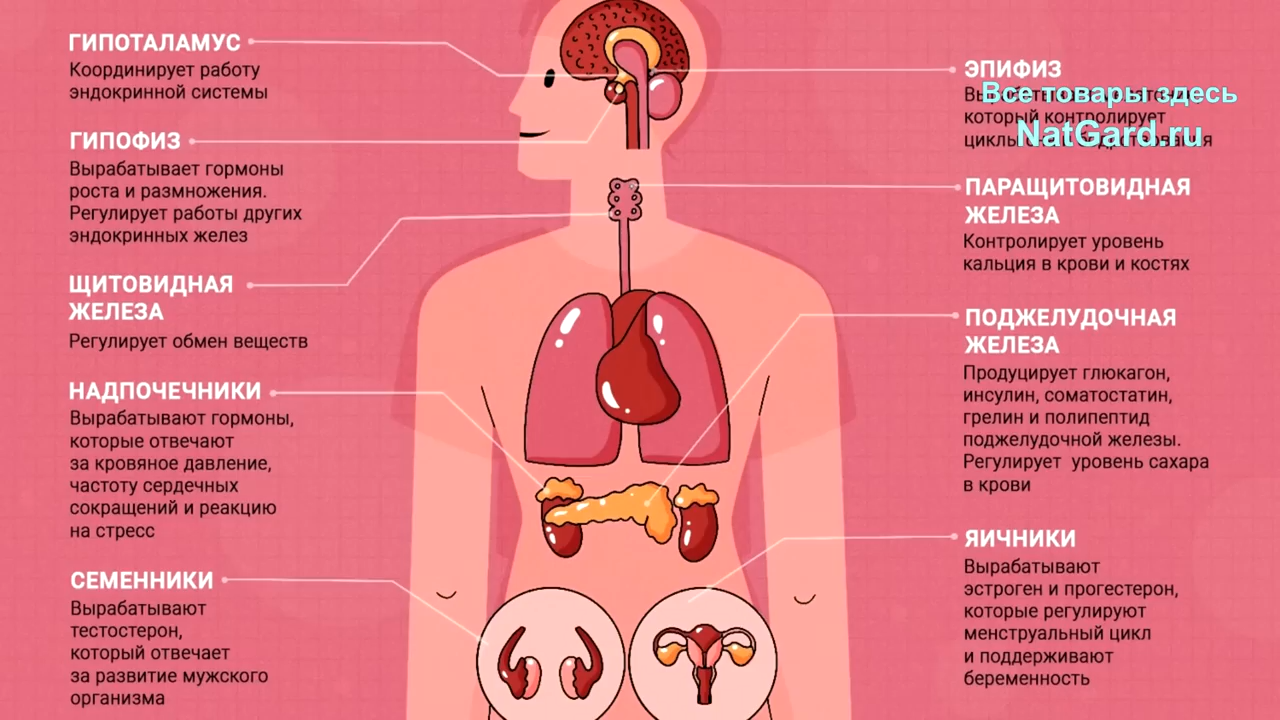 ГИПОТАЛАМУС
Координирует работу
эндокринной системы
ГИПОФИЗ
Вырабатывает гормоны
роста и размножения.
Регулирует работы других
эндокринных желез
ЩИТОВИДНАЯ
ЖЕЛЕЗА
Регулирует обмен веществ
НАДПОЧЕЧНИКИ
Вырабатывают гормоны,
которые отвечают
за кровяное давление,
частоту сердечных
сокращений и реакцию
на стресс
СЕМЕННИКИ
Вырабатывают
тестостерон,
который отвечает
за развитие мужского
организма
ЭПИФИЗ
Все товары здесь
который контролирует
NatGard.ru
ПАРАЩИТОВИДНАЯ
ЖЕЛЕЗА
Контролирует уровень
кальция в крови и костях
ПОДЖЕЛУДОЧНАЯ
ЖЕЛЕЗА
Продуцирует глюкагон,
инсулин, соматостатин,
грелин и полипептид
поджелудочной железы.
Регулирует уровень сахара
в крови
ЯИЧНИКИ
Вырабатывают
эстроген и прогестерон,
которые регулируют
менструальный цикл
и поддерживают
беременность